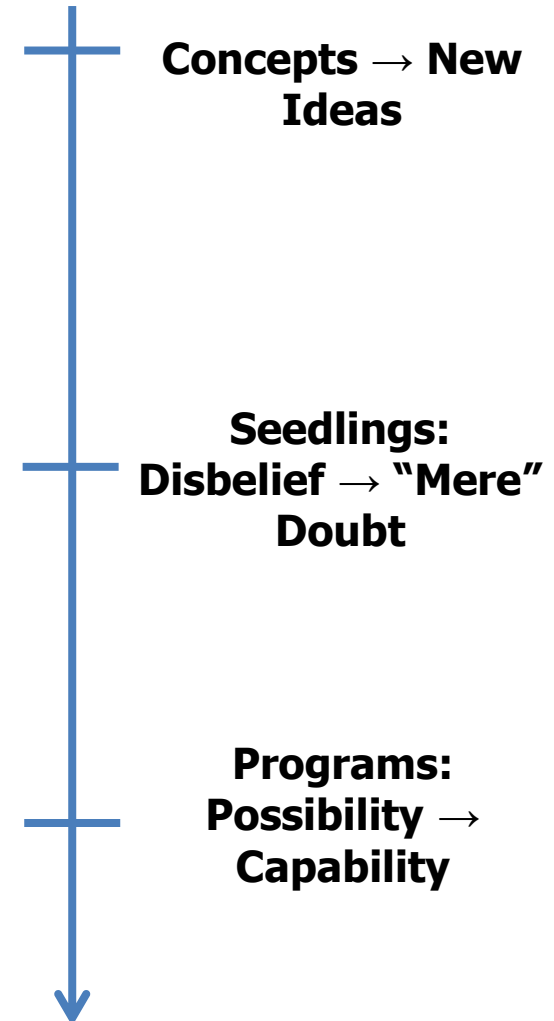 Concepts → New
Ideas
Seedlings:
Disbelief → “Mere”
Doubt
Programs:
Possibility →
Capability